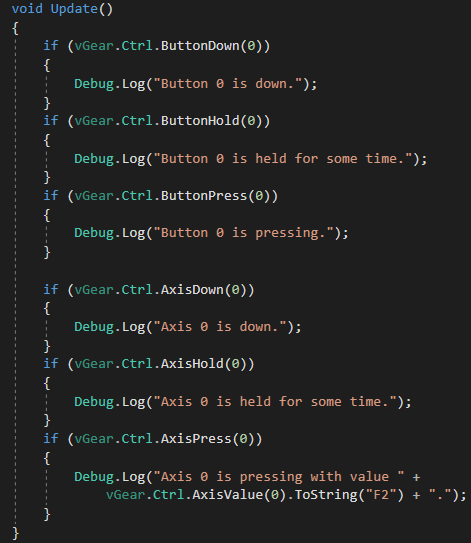 void Update()
{
    if (vGear.Ctrl.ButtonDown(0))
    {
        Debug.Log("Button 0 is down.");
    }
    if (vGear.Ctrl.ButtonHold(0))
    {
        Debug.Log("Button 0 is held for some time.");
    }
    if (vGear.Ctrl.ButtonPress(0))
    {
        Debug.Log("Button 0 is pressing.");
    }

    if (vGear.Ctrl.AxisDown(0))
    {
        Debug.Log("Axis 0 is down.");
    }
    if (vGear.Ctrl.AxisHold(0))
    {
        Debug.Log("Axis 0 is held for some time.");
    }
    if (vGear.Ctrl.AxisPress(0))
    {
        Debug.Log("Axis 0 is pressing with value " +
            vGear.Ctrl.AxisValue(0).ToString("F2") + ".");
    }
}